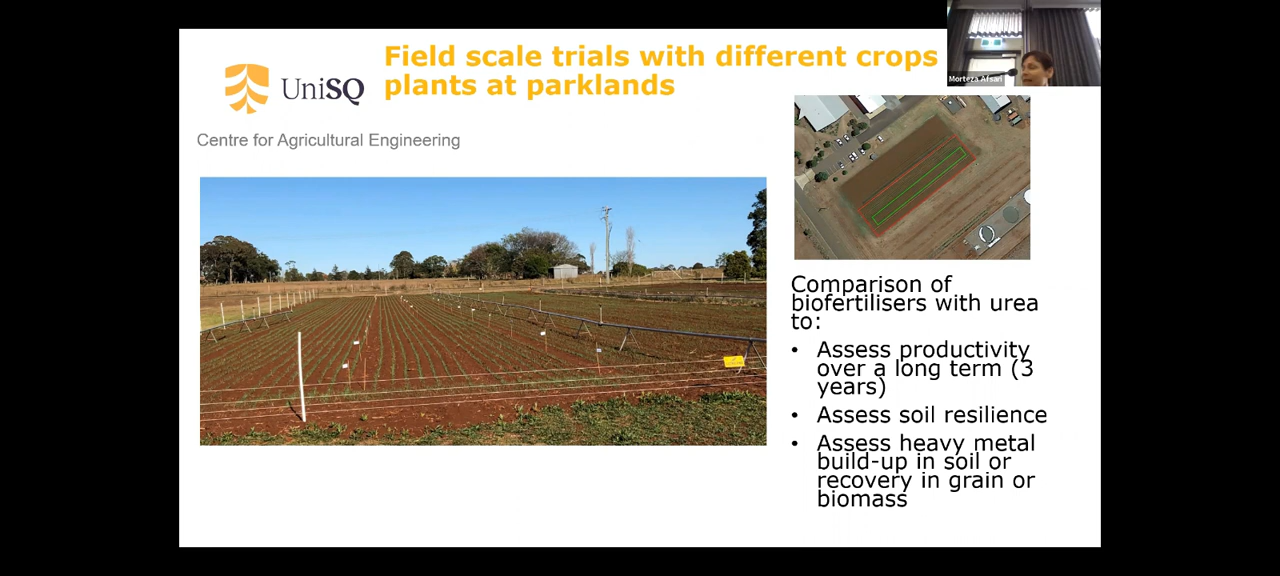 Field scale trials with different crops
plants at parklands
UniSQ
Centre for Agricultural Engineering
Morteza Afsari
Comparison of
biofertilisers with urea
to:
• Assess productivity
over a long term (3
years)
• Assess soil resilience
• Assess heavy metal
build-up in soil or
recovery in grain or
biomass